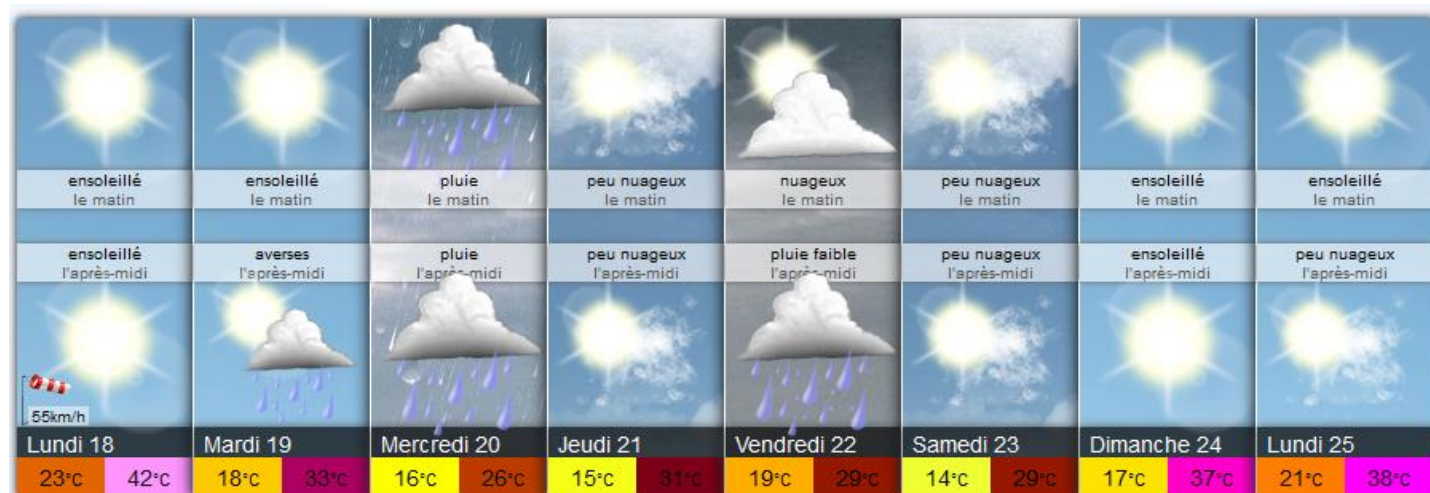 ensoleillé ensoleillé pluie peu nuageux nuageux peu nuageux ensoleillé ensoleillé
le matin le matin le matin le matin le matin le matin le matin le matin
ensoleillé averses pluie peu nuageux pluie faible peu nuageux ensoleillé peu nuageux
l'après-midi l'après-midi l'après-midi l'après-midi l'après-midi l'après-midi l'après-midi l'après-midi
55km/h
Lundi 18 Mardi 19 Mercredi 20 Jeudi 21 Vendredi 22 Samedi 23 Dimanche 24 Lundi 25
23°C 42°C 18°C 33°C 16°C 26°C 15°C 31°C 19°C 29°C 14°C 29°C 17°C 37°C 21°C 38°C